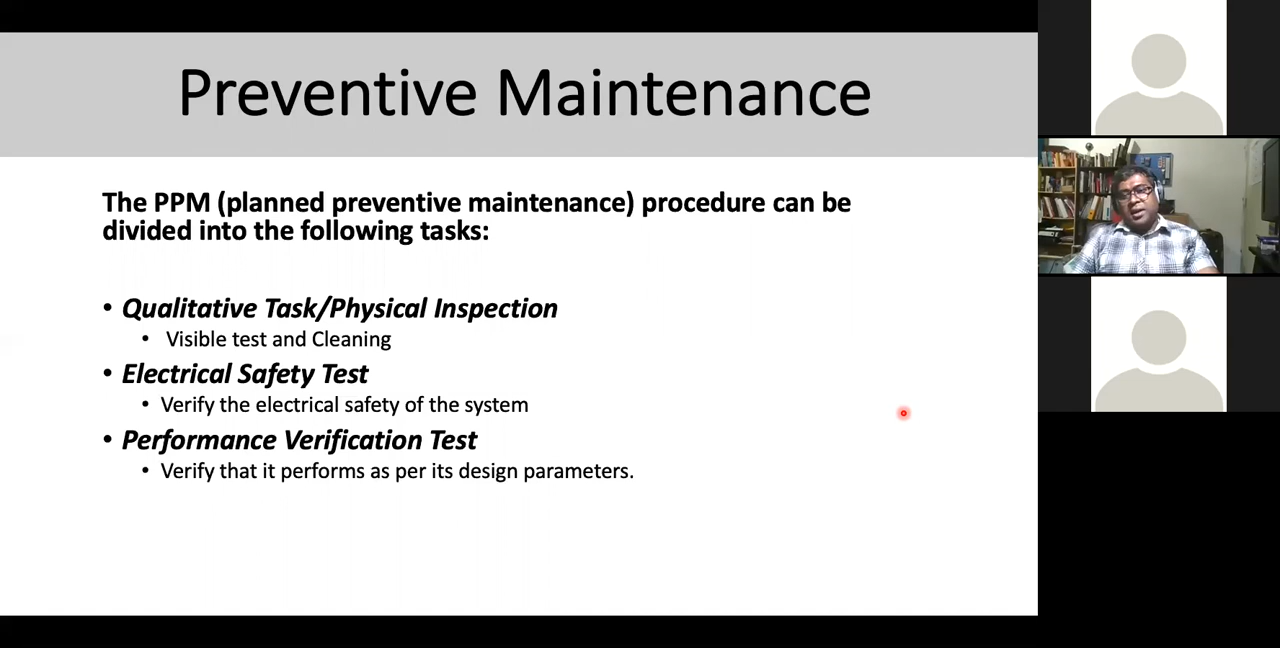 Preventive Maintenance
The PPM (planned preventive maintenance) procedure can be
divided into the following tasks:
• Qualitative Task/Physical Inspection
• Visible test and Cleaning
• Electrical Safety Test
• Verify the electrical safety of the system
• Performance Verification Test
• Verify that it performs as per its design parameters.